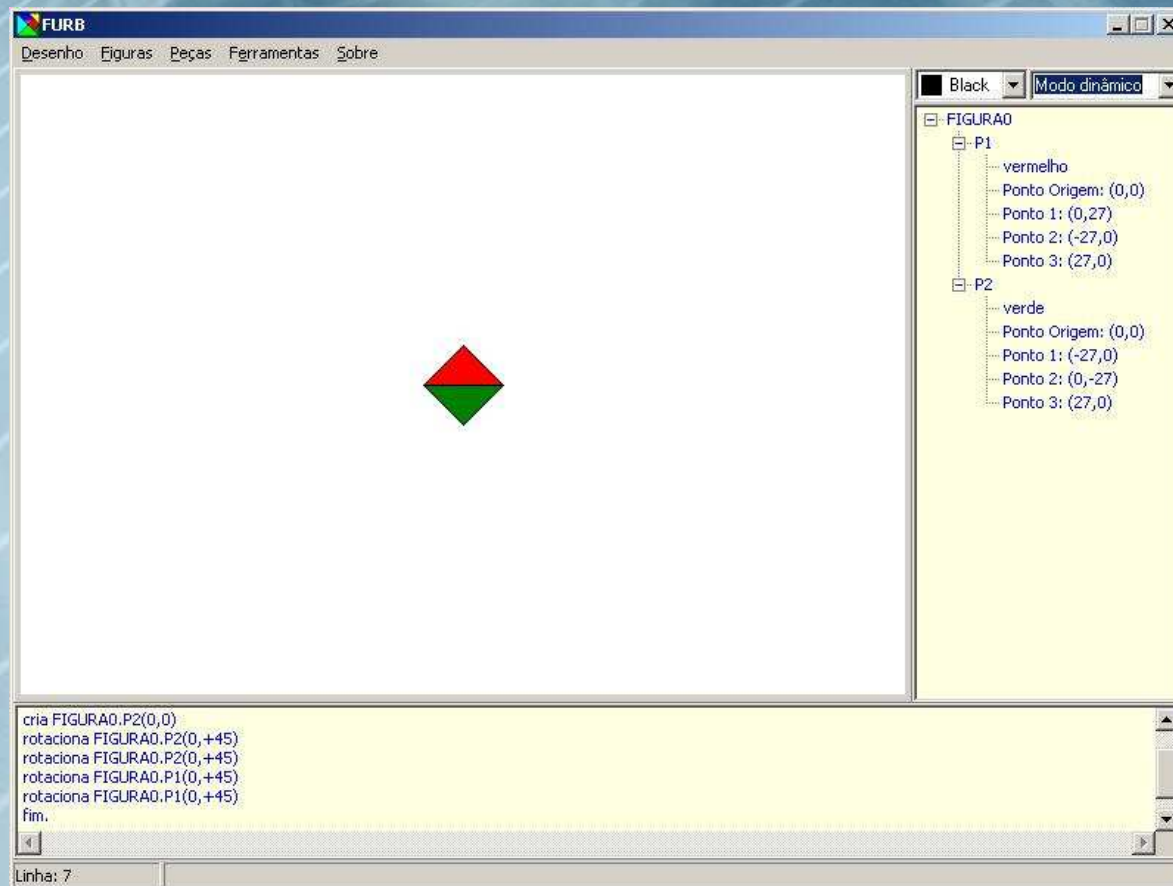 FURB
Desenho Figuras Peças Ferramentas Sobre
Black Modo dinâmico
FIGURA0
P1
vermelho
Ponto Origem: (0,0)
Ponto 1: (0,27)
Ponto 2: (-27,0)
Ponto 3: (27,0)
P2
verde
Ponto Origem: (0,0)
Ponto 1: (-27,0)
Ponto 2: (0,-27)
Ponto 3: (27,0)
cria FIGURA0.P2(0,0)
rotaciona FIGURA0.P2(0,+45)
rotaciona FIGURA0.P2(0,+45)
rotaciona FIGURA0.P1(0,+45)
rotaciona FIGURA0.P1(0,+45)
fim.
Linha: 7